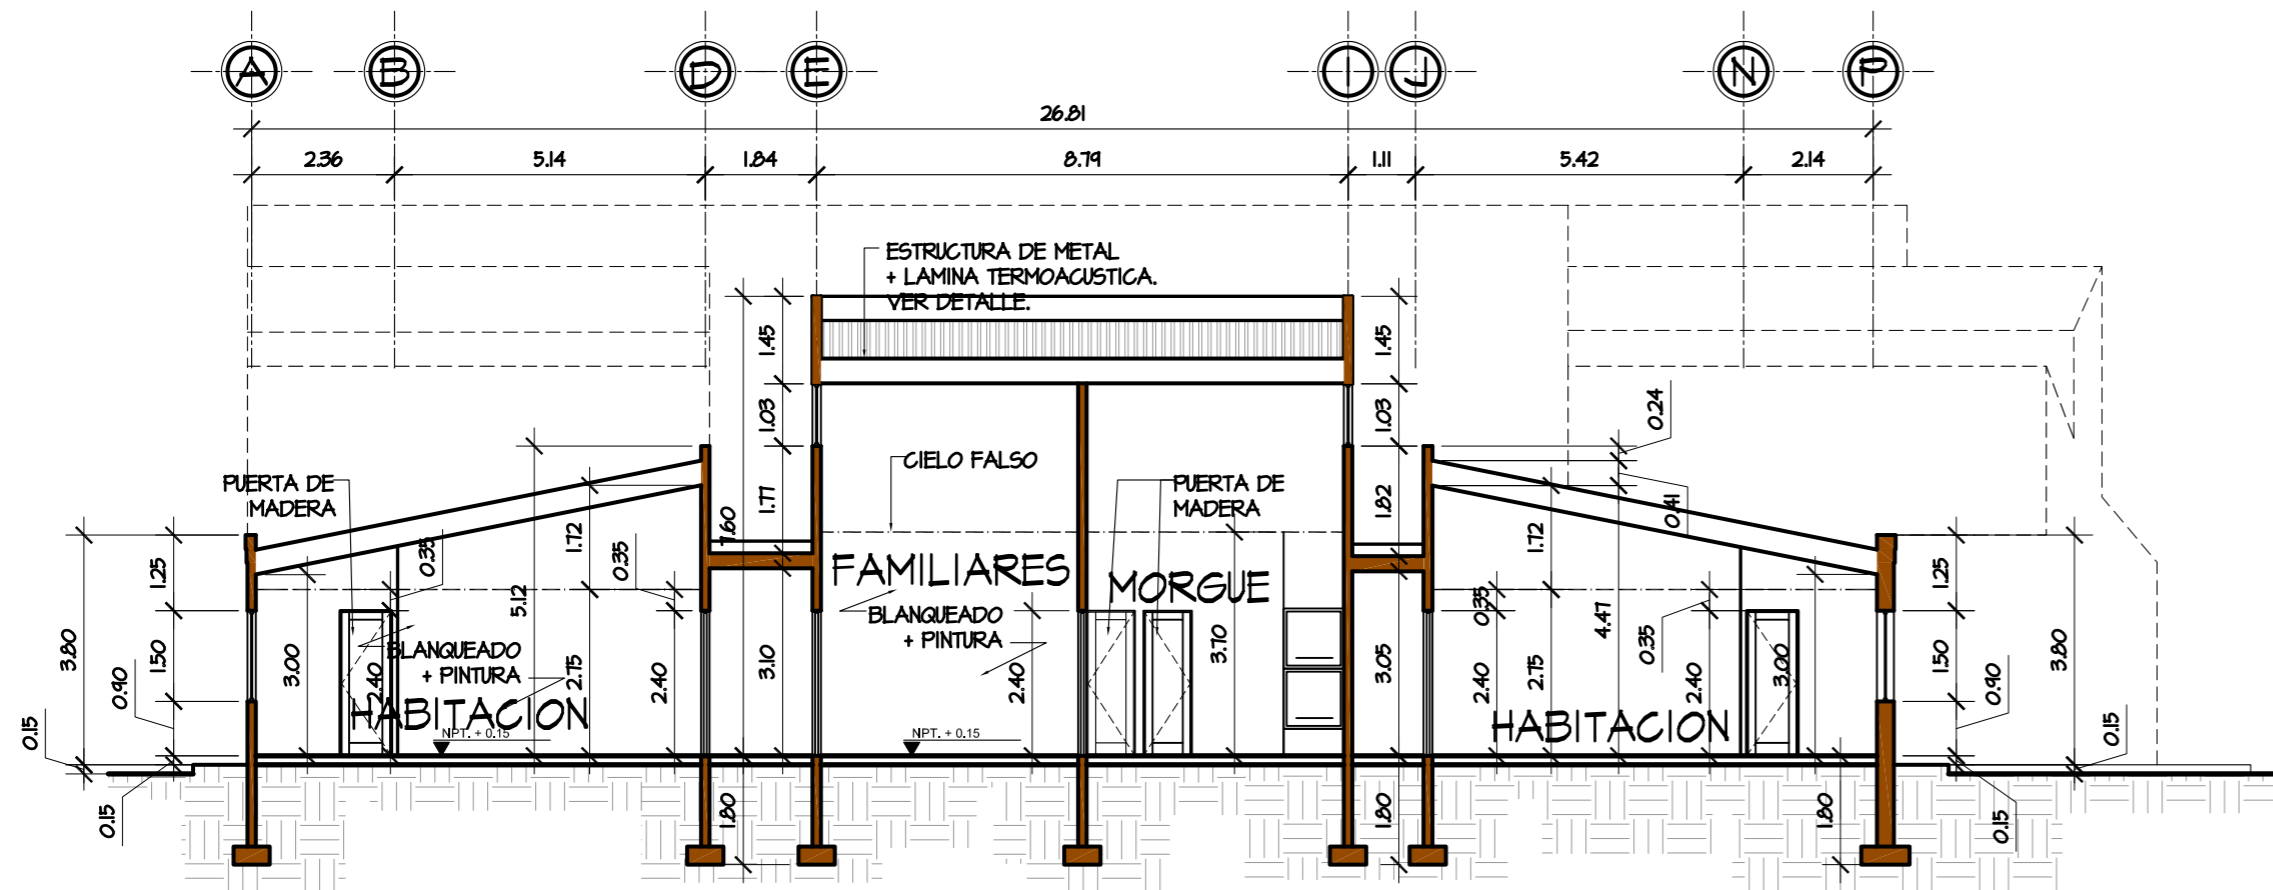 A B D E I J N P
26.81
2.36 5.14 1.84 8.79 1.11 5.42 2.14
ESTRUCTURA DE METAL
+ LAMINA TERMOACUSTICA.
VER DETALLE.
1.45 1.45
1.03 1.03
0.24
CIELO FALSO
PUERTA DE
MADERA
PUERTA DE
MADERA
7.60 1.77 1.82 0.41
1.72 1.72
0.35 0.35
FAMILIARES
MORGUE
1.25 1.25
5.12
BLANQUEADO
+ PINTURA
BLANQUEADO
+ PINTURA
0.35 4.47 0.35
3.80 1.50 0.90 3.00 2.40 2.75 2.40 3.10 2.40 3.70 3.05 2.40 2.75 2.40 3.00 1.50 0.90 3.80
HABITACION
HABITACION
NPT. + 0.15
NPT. + 0.15
0.15 0.15
0.15 1.80 1.80 1.80 0.15